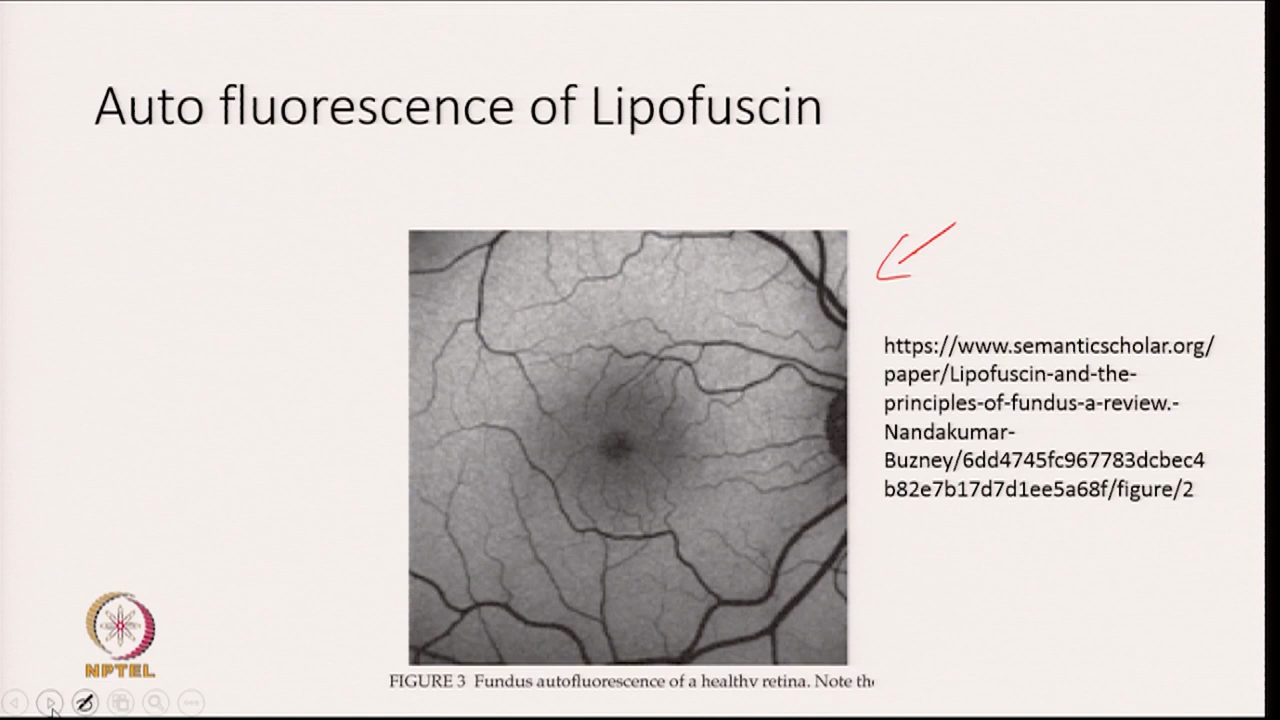 Auto fluorescence of Lipofuscin
https://www.semanticscholar.org/
paper/Lipofuscin-and-the-
principles-of-fundus-a-review.-
Nandakumar-
Buzney/6dd4745fc967783dcbec4
b82e7b17d7d1ee5a68f/figure/2
NPTEL
FIGURE 3 Fundus autofluorescence of a healthy retina. Note